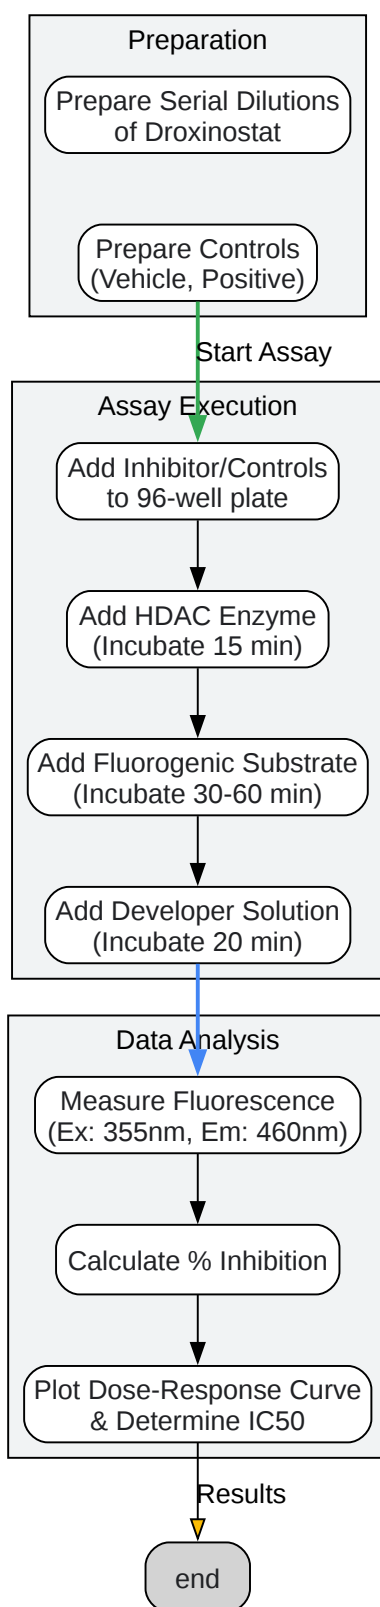 Preparation
Prepare Serial Dilutions
of Droxinostat
Prepare Controls
(Vehicle, Positive)
Start Assay
Assay Execution
Add Inhibitor/Controls
to 96-well plate
Add HDAC Enzyme
(Incubate 15 min)
Add Fluorogenic Substrate
(Incubate 30-60 min)
Add Developer Solution
(Incubate 20 min)
Data Analysis
Measure Fluorescence
(Ex: 355nm, Em: 460nm)
Calculate % Inhibition
Plot Dose-Response Curve
& Determine IC50
Results
end